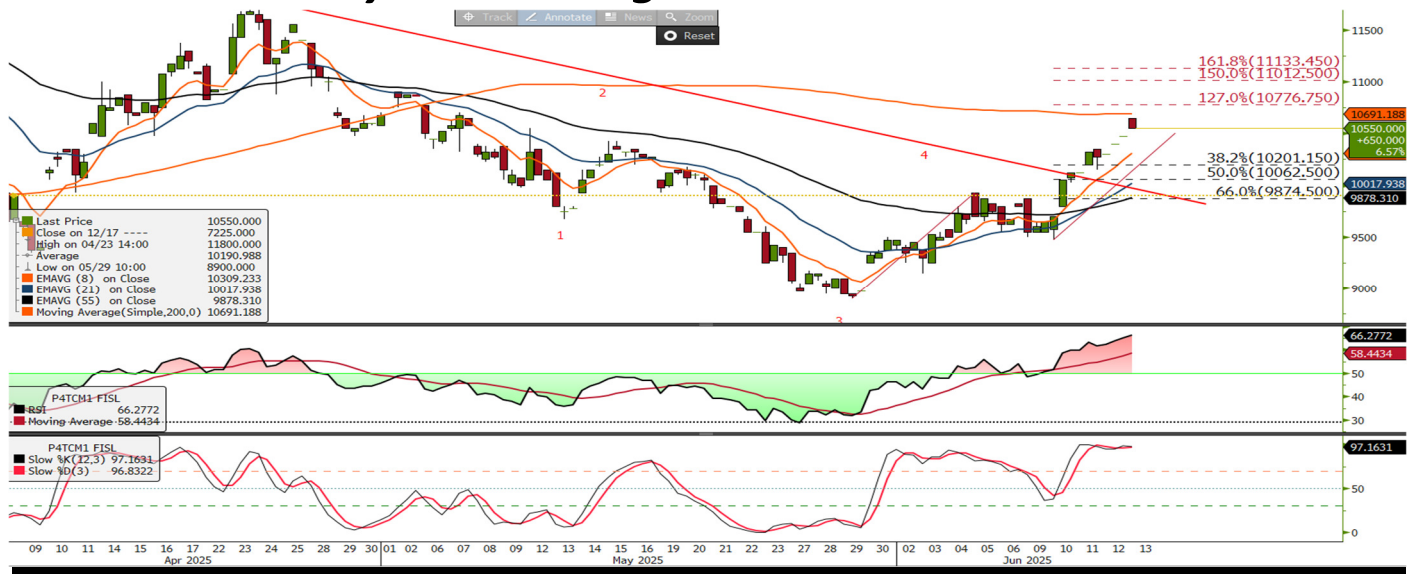 Track Annotate News Zoom
Reset
11500
161.8%(11133.450)
150.0%(11012.500)
11000
127.0%(10776.750)
10691.188
10550.000
+650.000
6.57%
38.2%(10201.150)
50.0%(10062.500)
10017.938
66.0%(9874.500)
9878.310
9500
9000
1
2
3
4
Last Price 10550.000
Close on 12/17 ---- 7225.000
High on 04/23 14:00 11800.000
Average 10190.988
Low on 05/29 10:00 8900.000
EMAVG (8) on Close 10309.233
EMAVG (21) on Close 10017.938
EMAVG (55) on Close 9878.310
Moving Average(Simple,200,0) 10691.188
66.2772
58.4434
50
40
30
P4TCM1 FISL
RSI 66.2772
Moving Average 58.4434
P4TCM1 FISL
Slow %K(12,3) 97.1631
Slow %D(3) 96.8322
97.1631
50
0
09 10 11 14 15 16 17 22 23 24 25 28 29 30 01 02 06 07 08 09 12 13 14 15 16 19 20 21 22 23 27 28 29 30 02 03 04 05 06 09 10 11 12 13
Apr 2025 May 2025 Jun 2025